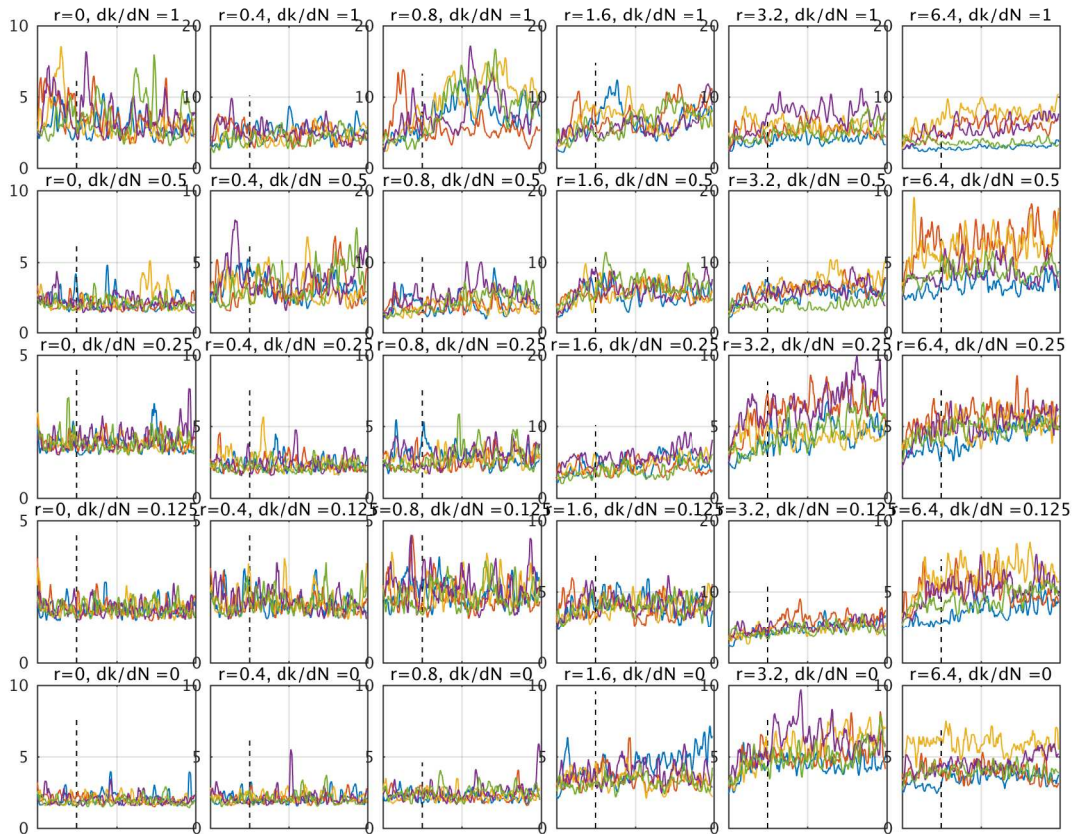 r=0, dk/dN =1 r=0.4, dk/dN =1 r=0.8, dk/dN =1 r=1.6, dk/dN =1 r=3.2, dk/dN =1 r=6.4, dk/dN =1
10
5
0
r=0, dk/dN =0.5 r=0.4, dk/dN =0.5 r=0.8, dk/dN =0.5 r=1.6, dk/dN =0.5 r=3.2, dk/dN =0.5 r=6.4, dk/dN =0.5
10
5
0
r=0, dk/dN =0.25 r=0.4, dk/dN =0.25 r=0.8, dk/dN =0.25 r=1.6, dk/dN =0.25 r=3.2, dk/dN =0.25 r=6.4, dk/dN =0.25
5
0
r=0, dk/dN =0.125 r=0.4, dk/dN =0.125 r=0.8, dk/dN =0.125 r=1.6, dk/dN =0.125 r=3.2, dk/dN =0.125 r=6.4, dk/dN =0.125
5
0
r=0, dk/dN =0 r=0.4, dk/dN =0 r=0.8, dk/dN =0 r=1.6, dk/dN =0 r=3.2, dk/dN =0 r=6.4, dk/dN =0
10
5
0